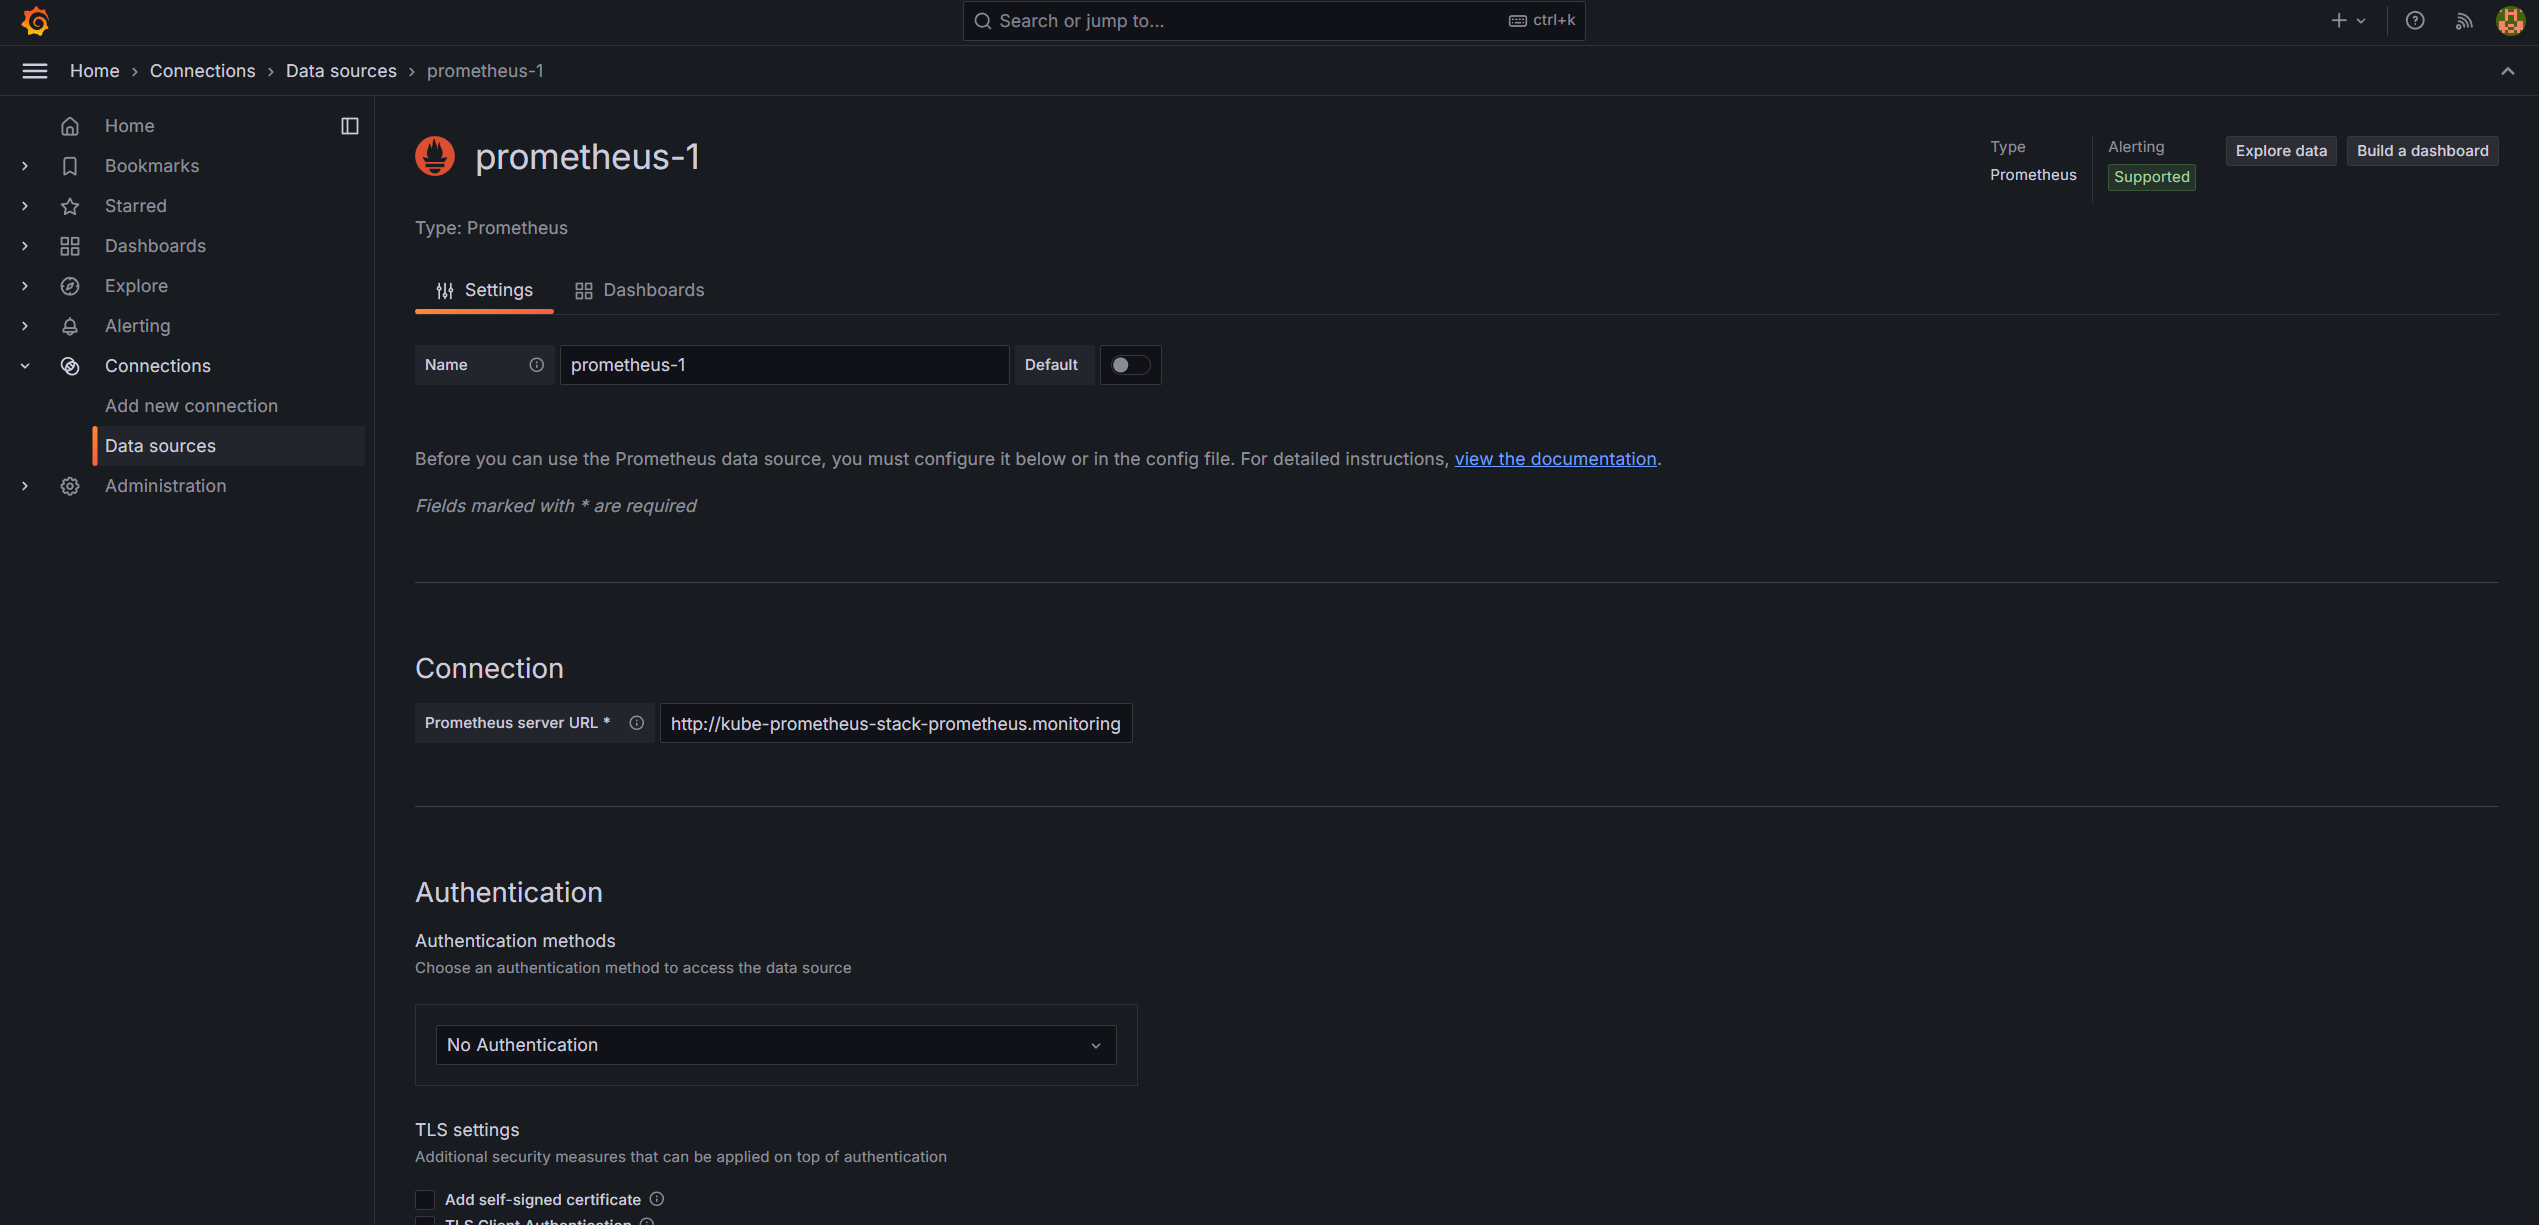 Search or jump to...
ctrl+k
Home › Connections › Data sources › prometheus-1
Home
Bookmarks
Starred
Dashboards
Explore
Alerting
Connections
Add new connection
Data sources
Administration
prometheus-1
Type
Prometheus
Alerting
Supported
Explore data
Build a dashboard
Type: Prometheus
Settings
Dashboards
Name
prometheus-1
Default
Before you can use the Prometheus data source, you must configure it below or in the config file. For detailed instructions, view the documentation.
Fields marked with * are required
Connection
Prometheus server URL *
http://kube-prometheus-stack-prometheus.monitoring
Authentication
Authentication methods
Choose an authentication method to access the data source
No Authentication
TLS settings
Additional security measures that can be applied on top of authentication
Add self-signed certificate
TLS Client Authentication